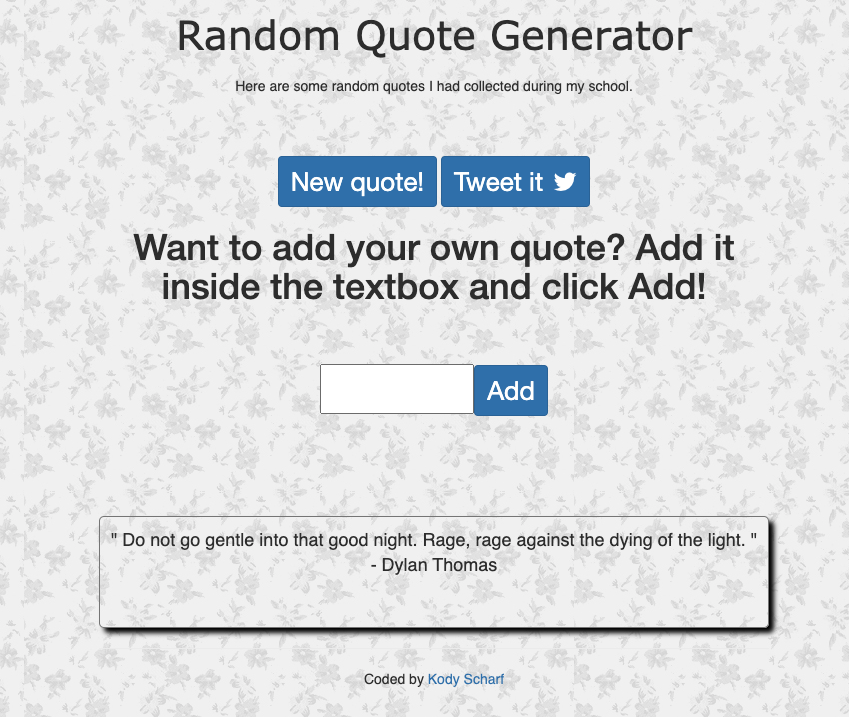 Random Quote Generator
Here are some random quotes I had collected during my school.
New quote! Tweet it
Want to add your own quote? Add it
inside the textbox and click Add!
Add
" Do not go gentle into that good night. Rage, rage against the dying of the light. "
- Dylan Thomas
Coded by Kody Scharf